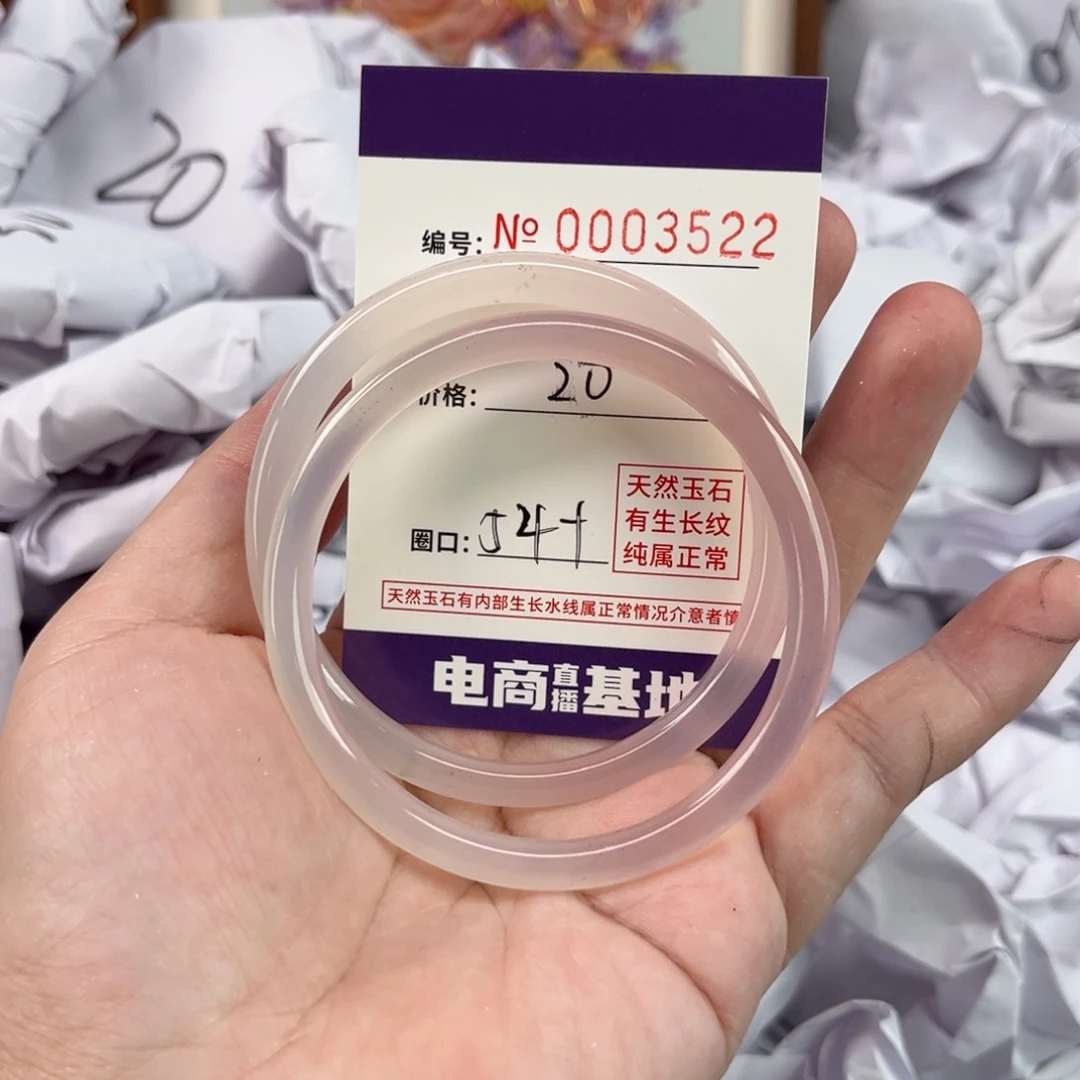 20
编号: № 0003522
价格: 20
圈口: 54+
天然玉石
有生长纹
纯属正常
天然玉石有内部生长水线属正常情况介意者慎
电商直播基地